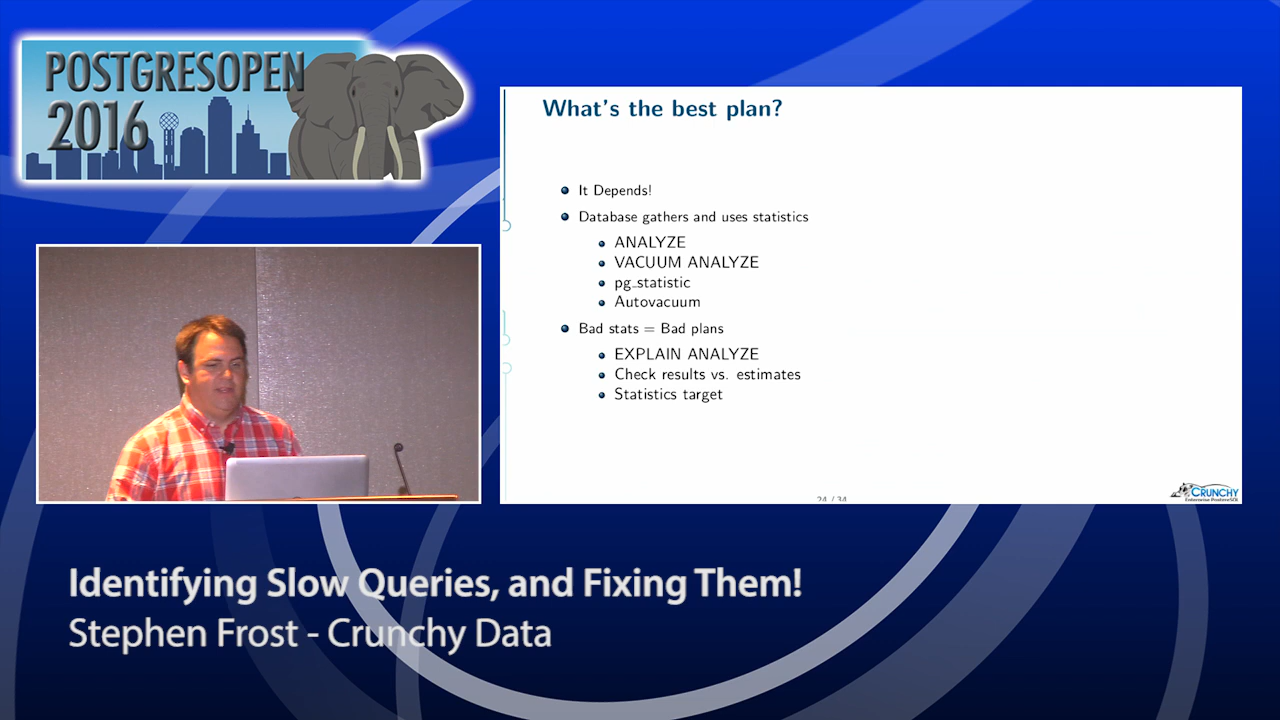 POSTGRESOPEN
2016
What's the best plan?
It Depends!
Database gathers and uses statistics
ANALYZE
VACUUM ANALYZE
pg_statistic
Autovacuum
Bad stats = Bad plans
EXPLAIN ANALYZE
Check results vs. estimates
Statistics target
24 / 34
CRUNCHY
Enterprise PostgreSQL
Identifying Slow Queries, and Fixing Them!
Stephen Frost - Crunchy Data